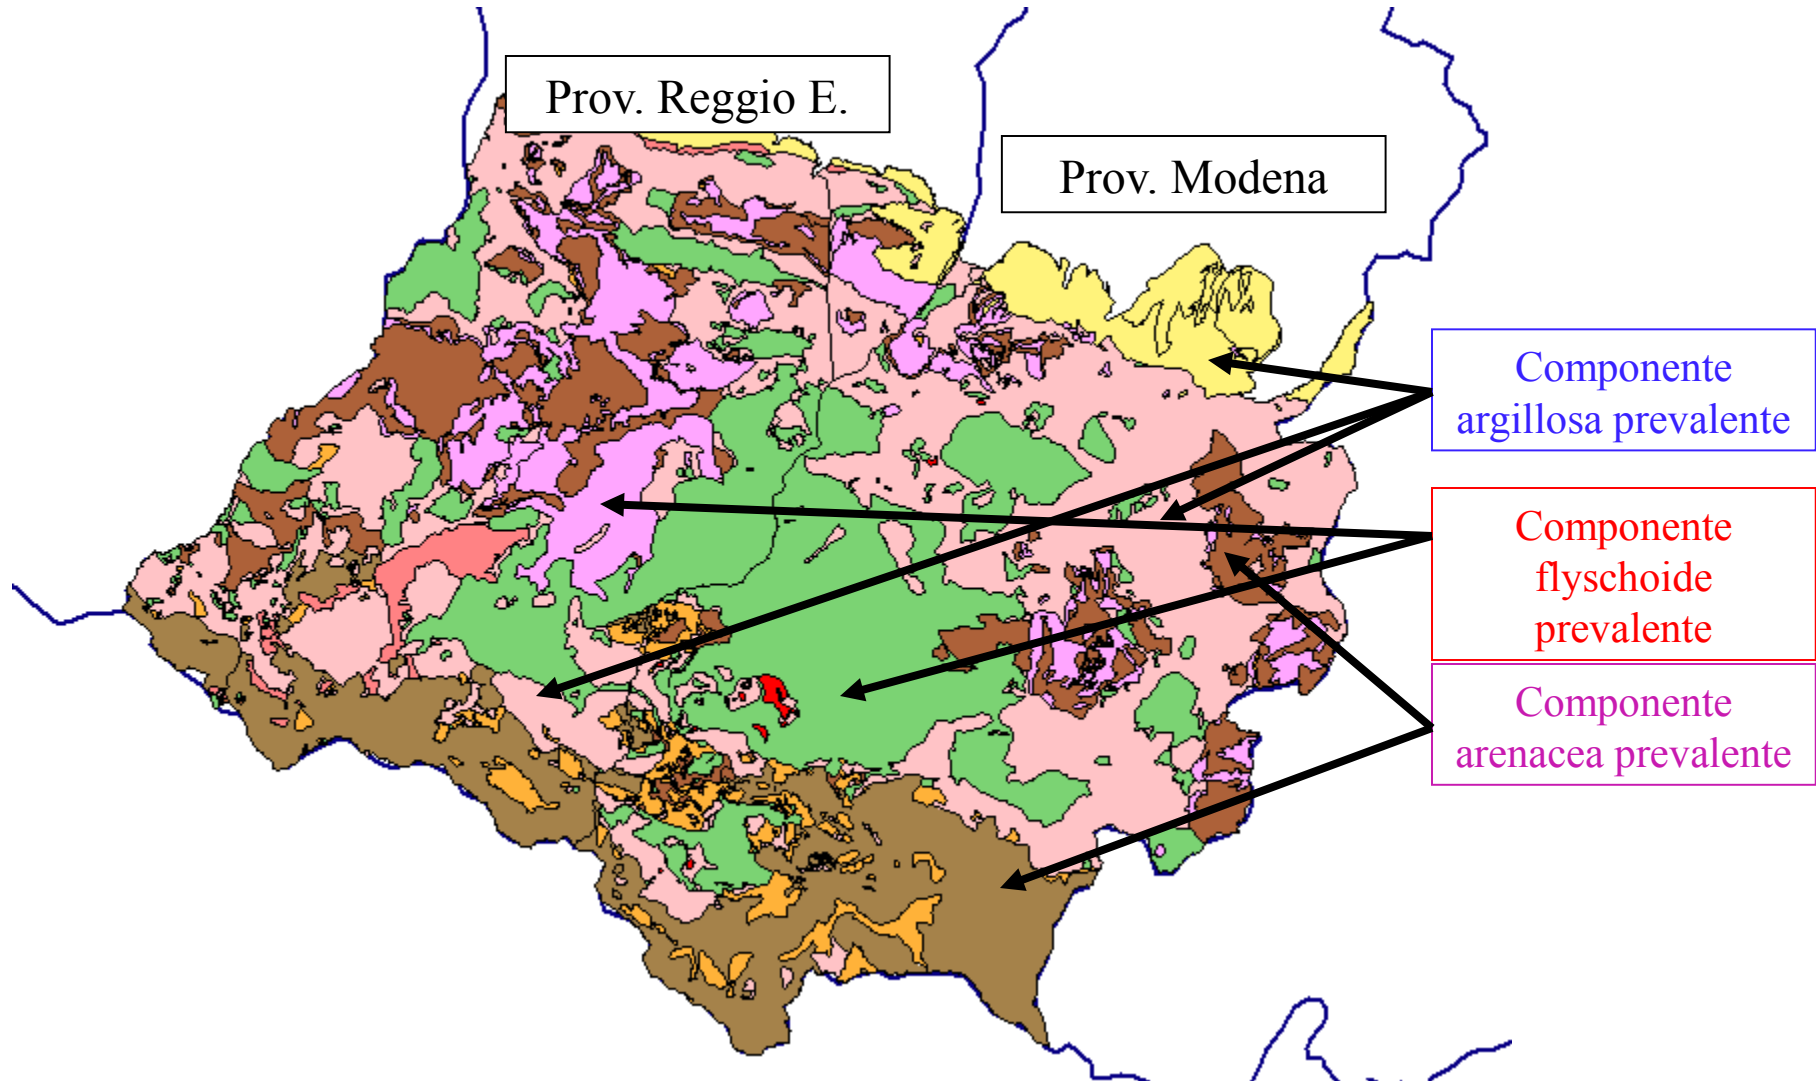 Prov. Reggio E.
Prov. Modena
Componente
argillosa prevalente
Componente
flyschoide
prevalente
Componente
arenacea prevalente